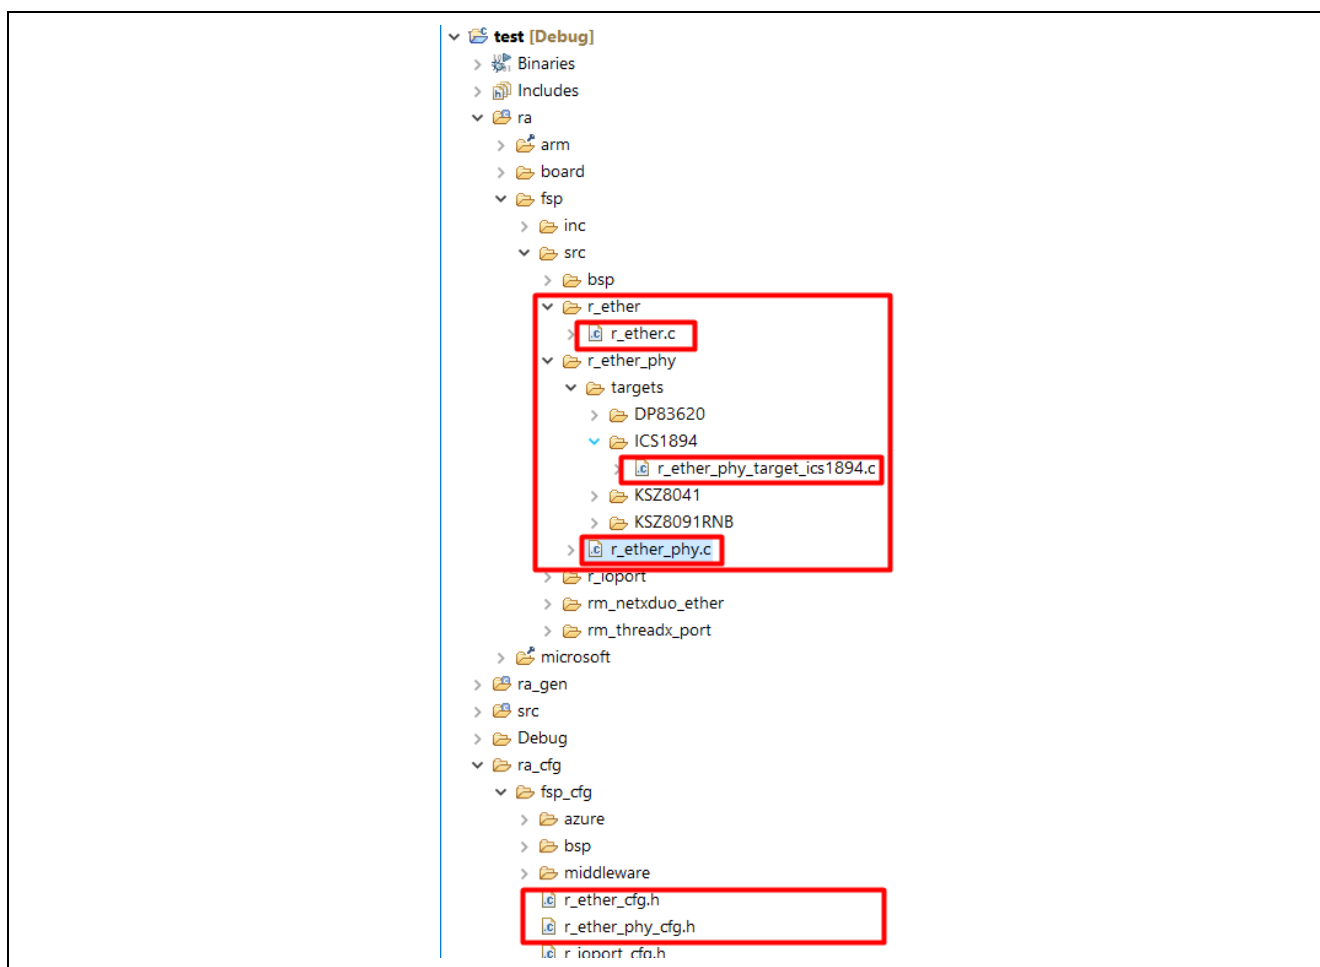 test [Debug]
Binaries
Includes
ra
arm
board
fsp
inc
src
bsp
r_ether
r_ether.c
r_ether_phy
targets
DP83620
ICS1894
r_ether_phy_target_ics1894.c
KSZ8041
KSZ8091RNB
r_ether_phy.c
r_ioport
rm_netxduo_ether
rm_threadx_port
microsoft
ra_gen
src
Debug
ra_cfg
fsp_cfg
azure
bsp
middleware
r_ether_cfg.h
r_ether_phy_cfg.h
r_ioport_cfg.h